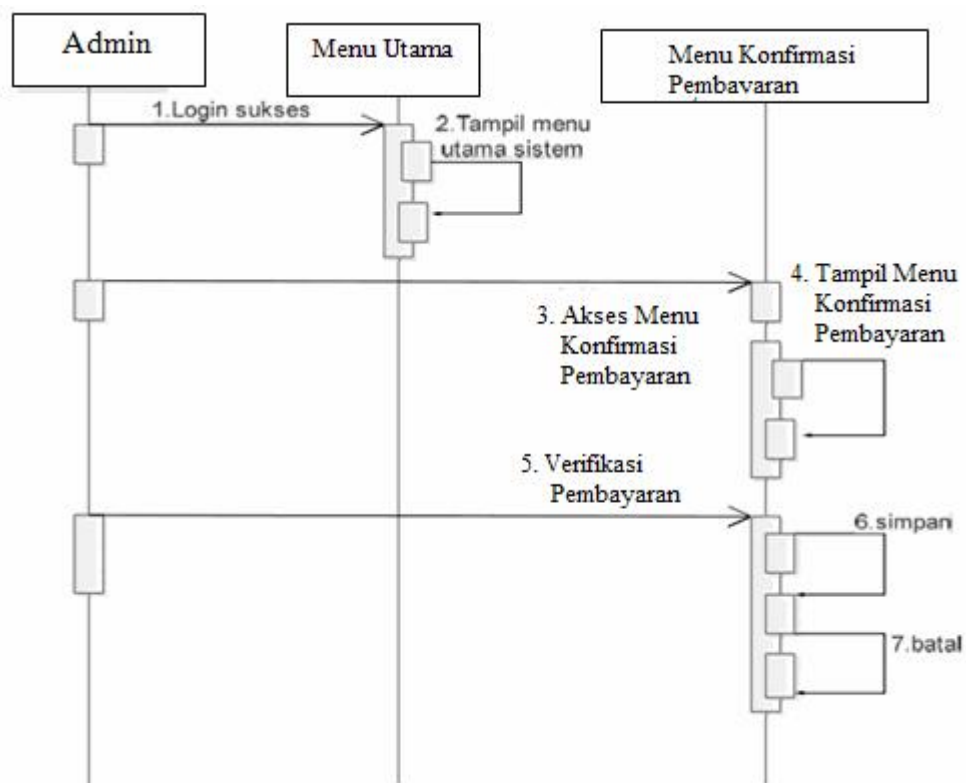 Admin
Menu Utama
Menu Konfirmasi
Pembayaran
1.Login sukses
2.Tampil menu
utama sistem
3. Akses Menu
Konfirmasi
Pembayaran
4. Tampil Menu
Konfirmasi
Pembayaran
5. Verifikasi
Pembayaran
6.simpan
7.batal